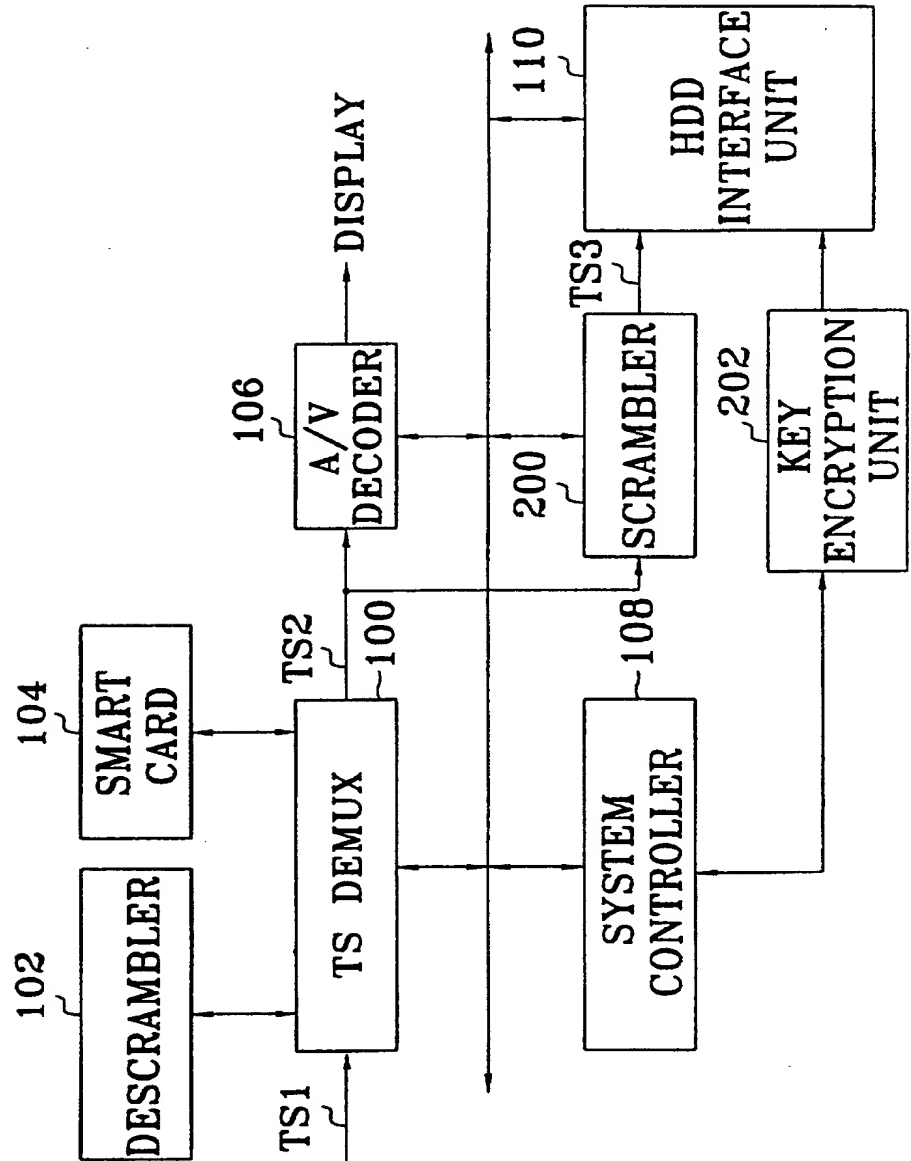 102
DESCRAMBLER
104
SMART
CARD
TS1
TS DEMUX
TS2
100
106
A/V
DECODER
DISPLAY
108
SYSTEM
CONTROLLER
200
SCRAMBLER
TS3
110
HDD
INTERFACE
UNIT
202
KEY
ENCRYPTION
UNIT